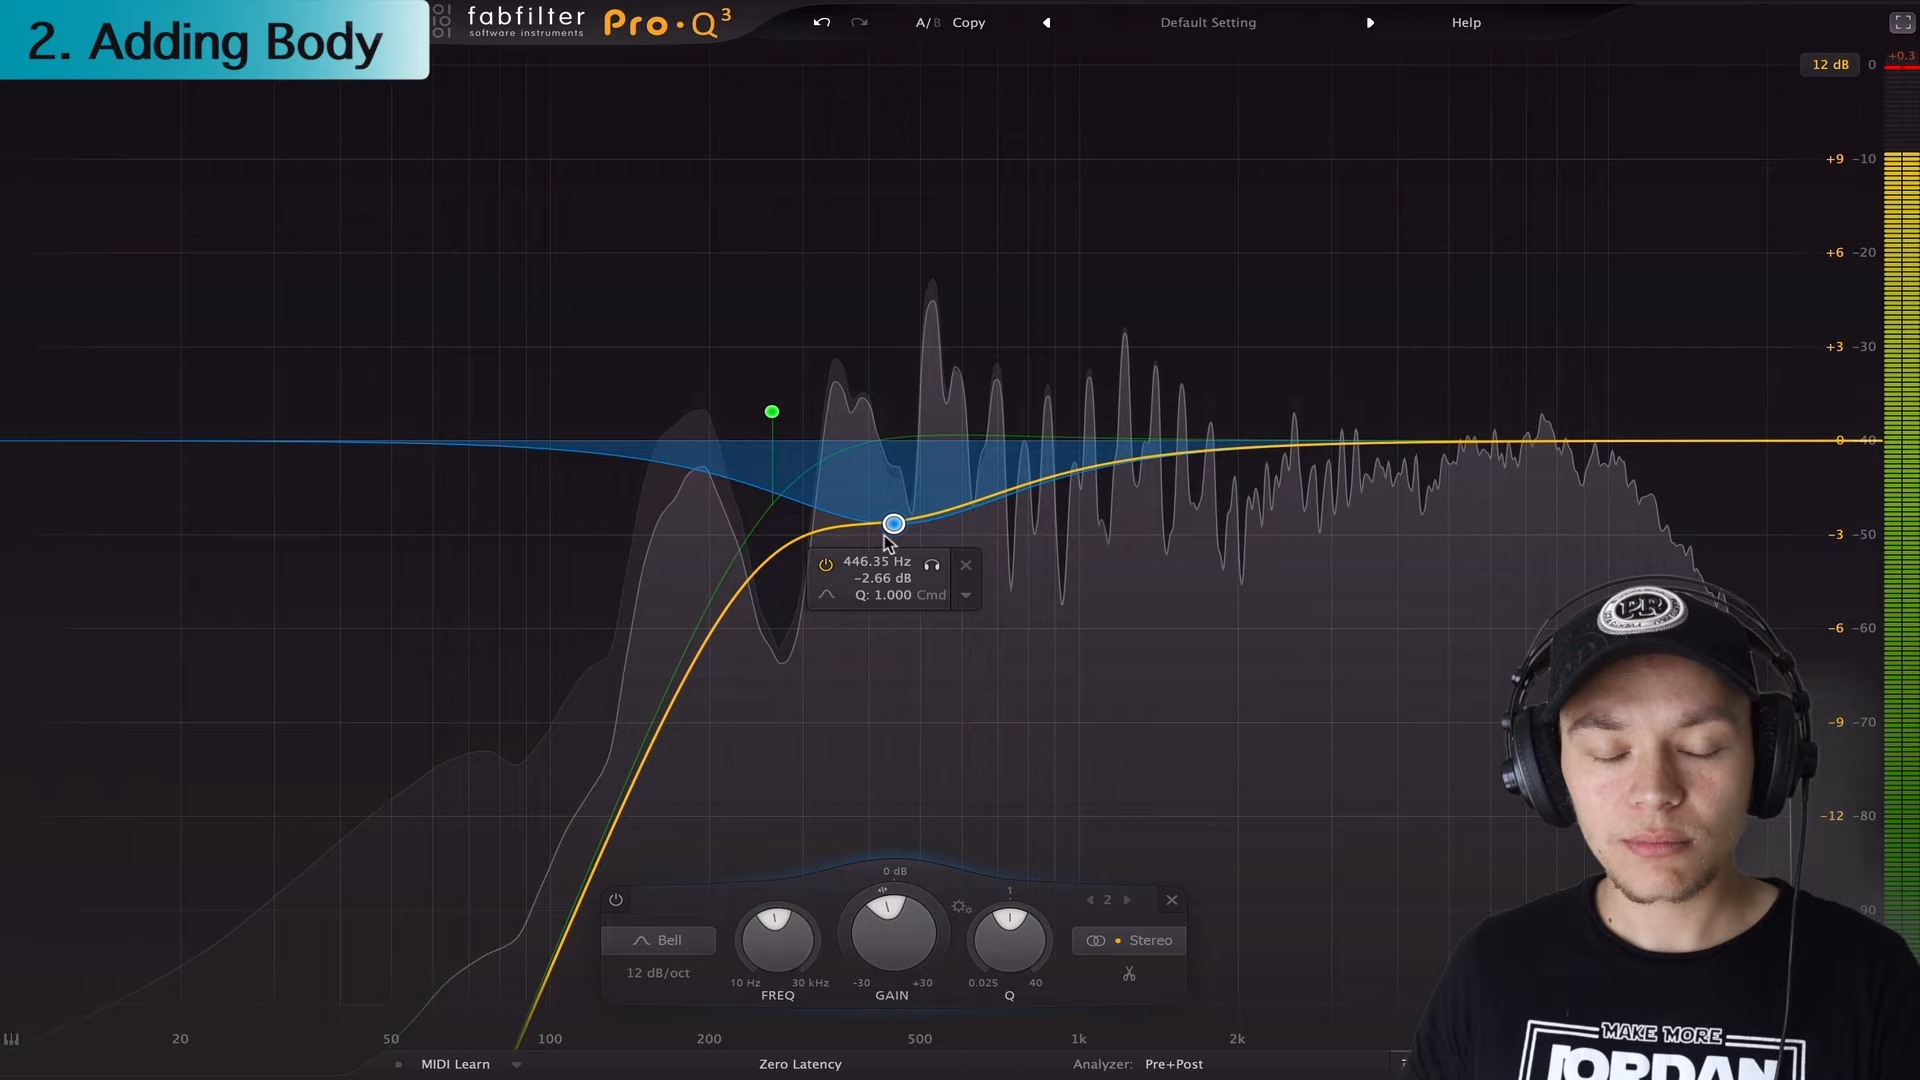 2. Adding Body
fabfilter
software instruments
Pro·Q³
A/B Copy
Default Setting
Help
12 dB
0
+0.3
+9 -10
+6 -20
+3 -30
0 -40
-3 -50
-6 -60
-9 -70
-12 -80
-90
446.35 Hz
-2.66 dB
Q: 1.000 Cmd
0 dB
1
2
Bell
Stereo
12 dB/oct
10 Hz 30 kHz
-30 +30
0.025 40
FREQ
GAIN
Q
20 50 100 200 500 1k 2k
MIDI Learn
Zero Latency
Analyzer: Pre+Post
PR
MAKE MORE
JORDAN